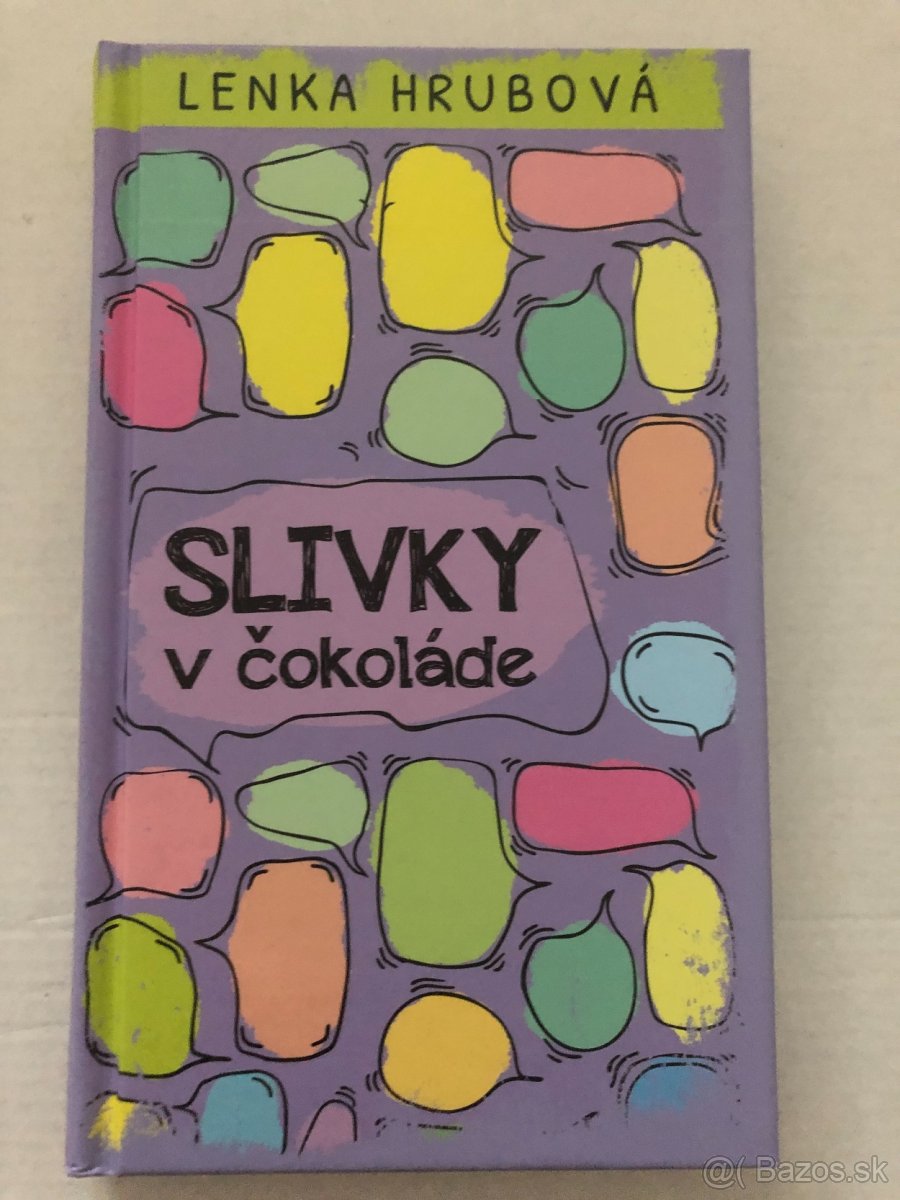 LENKA HRUBOVÁ
SLIVKY
v čokoláde
@( Bazos.sk